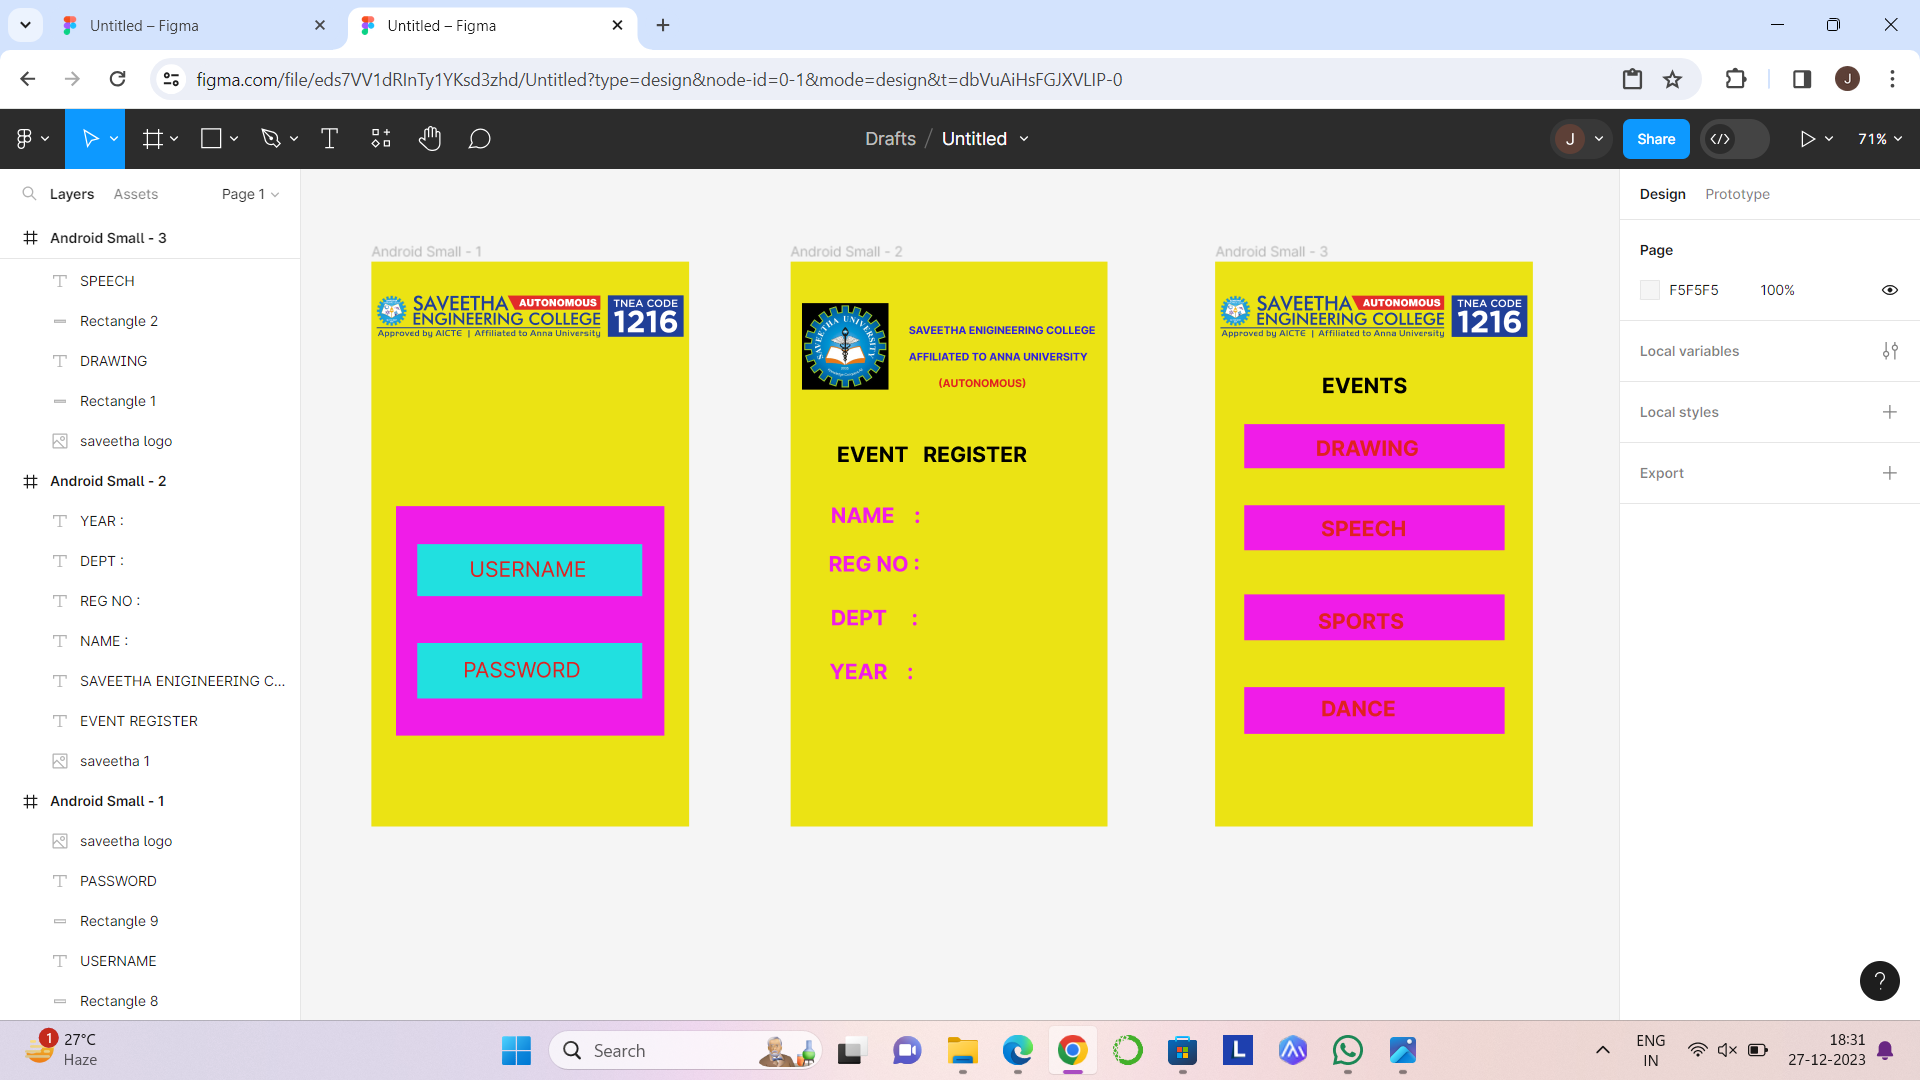 Untitled – Figma
Untitled – Figma
figma.com/file/eds7VV1dRlnTy1YKsd3zhd/Untitled?type=design&node-id=0-1&mode=design&t=dbVuAiHsFGJXVLIP-0
J
Drafts / Untitled
J
Share
71%
Layers
Assets
Page 1
Android Small - 3
SPEECH
Rectangle 2
DRAWING
Rectangle 1
saveetha logo
Android Small - 2
YEAR :
DEPT :
REG NO :
NAME :
SAVEETHA ENIGINEERING C...
EVENT REGISTER
saveetha 1
Android Small - 1
saveetha logo
PASSWORD
Rectangle 9
USERNAME
Rectangle 8
Android Small - 1
SAVEETHA AUTONOMOUS
ENGINEERING COLLEGE
Approved by AICTE | Affiliated to Anna University
TNEA CODE
1216
USERNAME
PASSWORD
Android Small - 2
SAVEETHA UNIVERSITY
SAVEETHA ENIGINEERING COLLEGE
AFFILIATED TO ANNA UNIVERSITY
(AUTONOMOUS)
EVENT REGISTER
NAME :
REG NO :
DEPT :
YEAR :
Android Small - 3
SAVEETHA AUTONOMOUS
ENGINEERING COLLEGE
Approved by AICTE | Affiliated to Anna University
TNEA CODE
1216
EVENTS
DRAWING
SPEECH
SPORTS
DANCE
Design
Prototype
Page
F5F5F5 100%
Local variables
Local styles
Export
?
1
27°C
Haze
Search
L
ENG
IN
18:31
27-12-2023